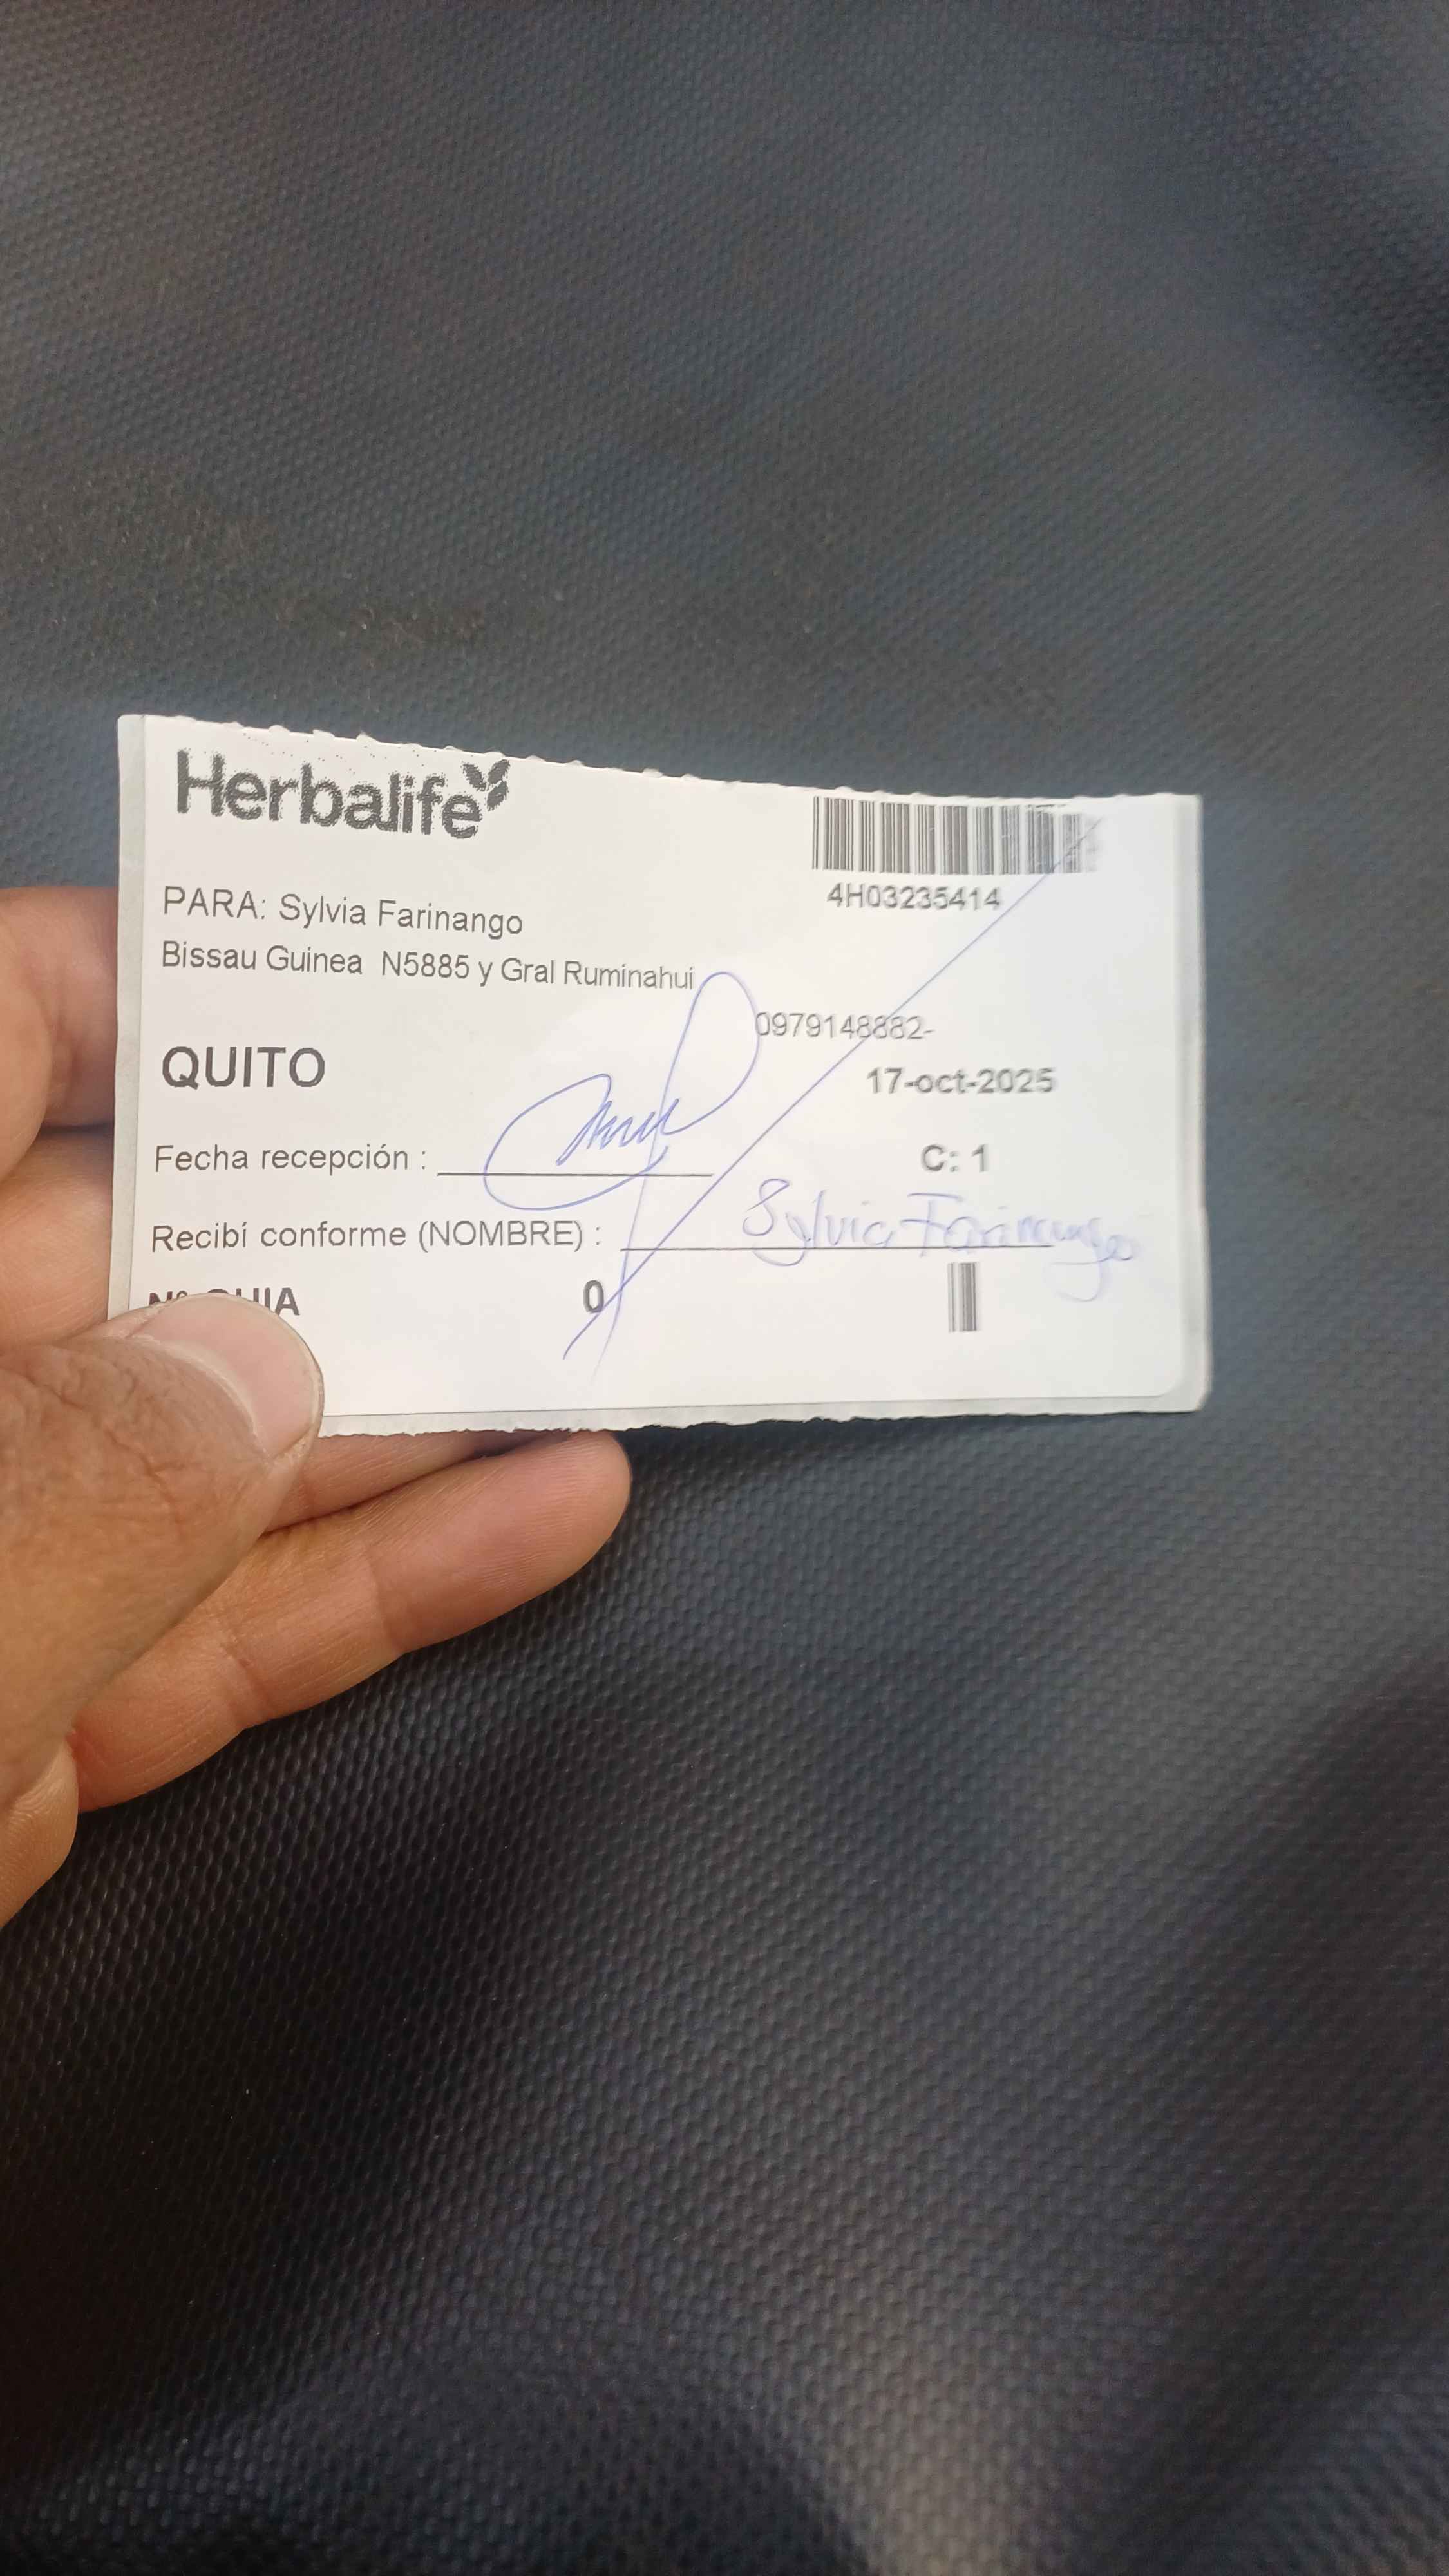 Herbalife
4H03235414
PARA: Sylvia Farinango
Bissau Guinea N5885 y Gral Ruminahui
0979148882-
QUITO
17-oct-2025
Fecha recepción :
C: 1
Recibí conforme (NOMBRE) : Sylvia Farinango
0